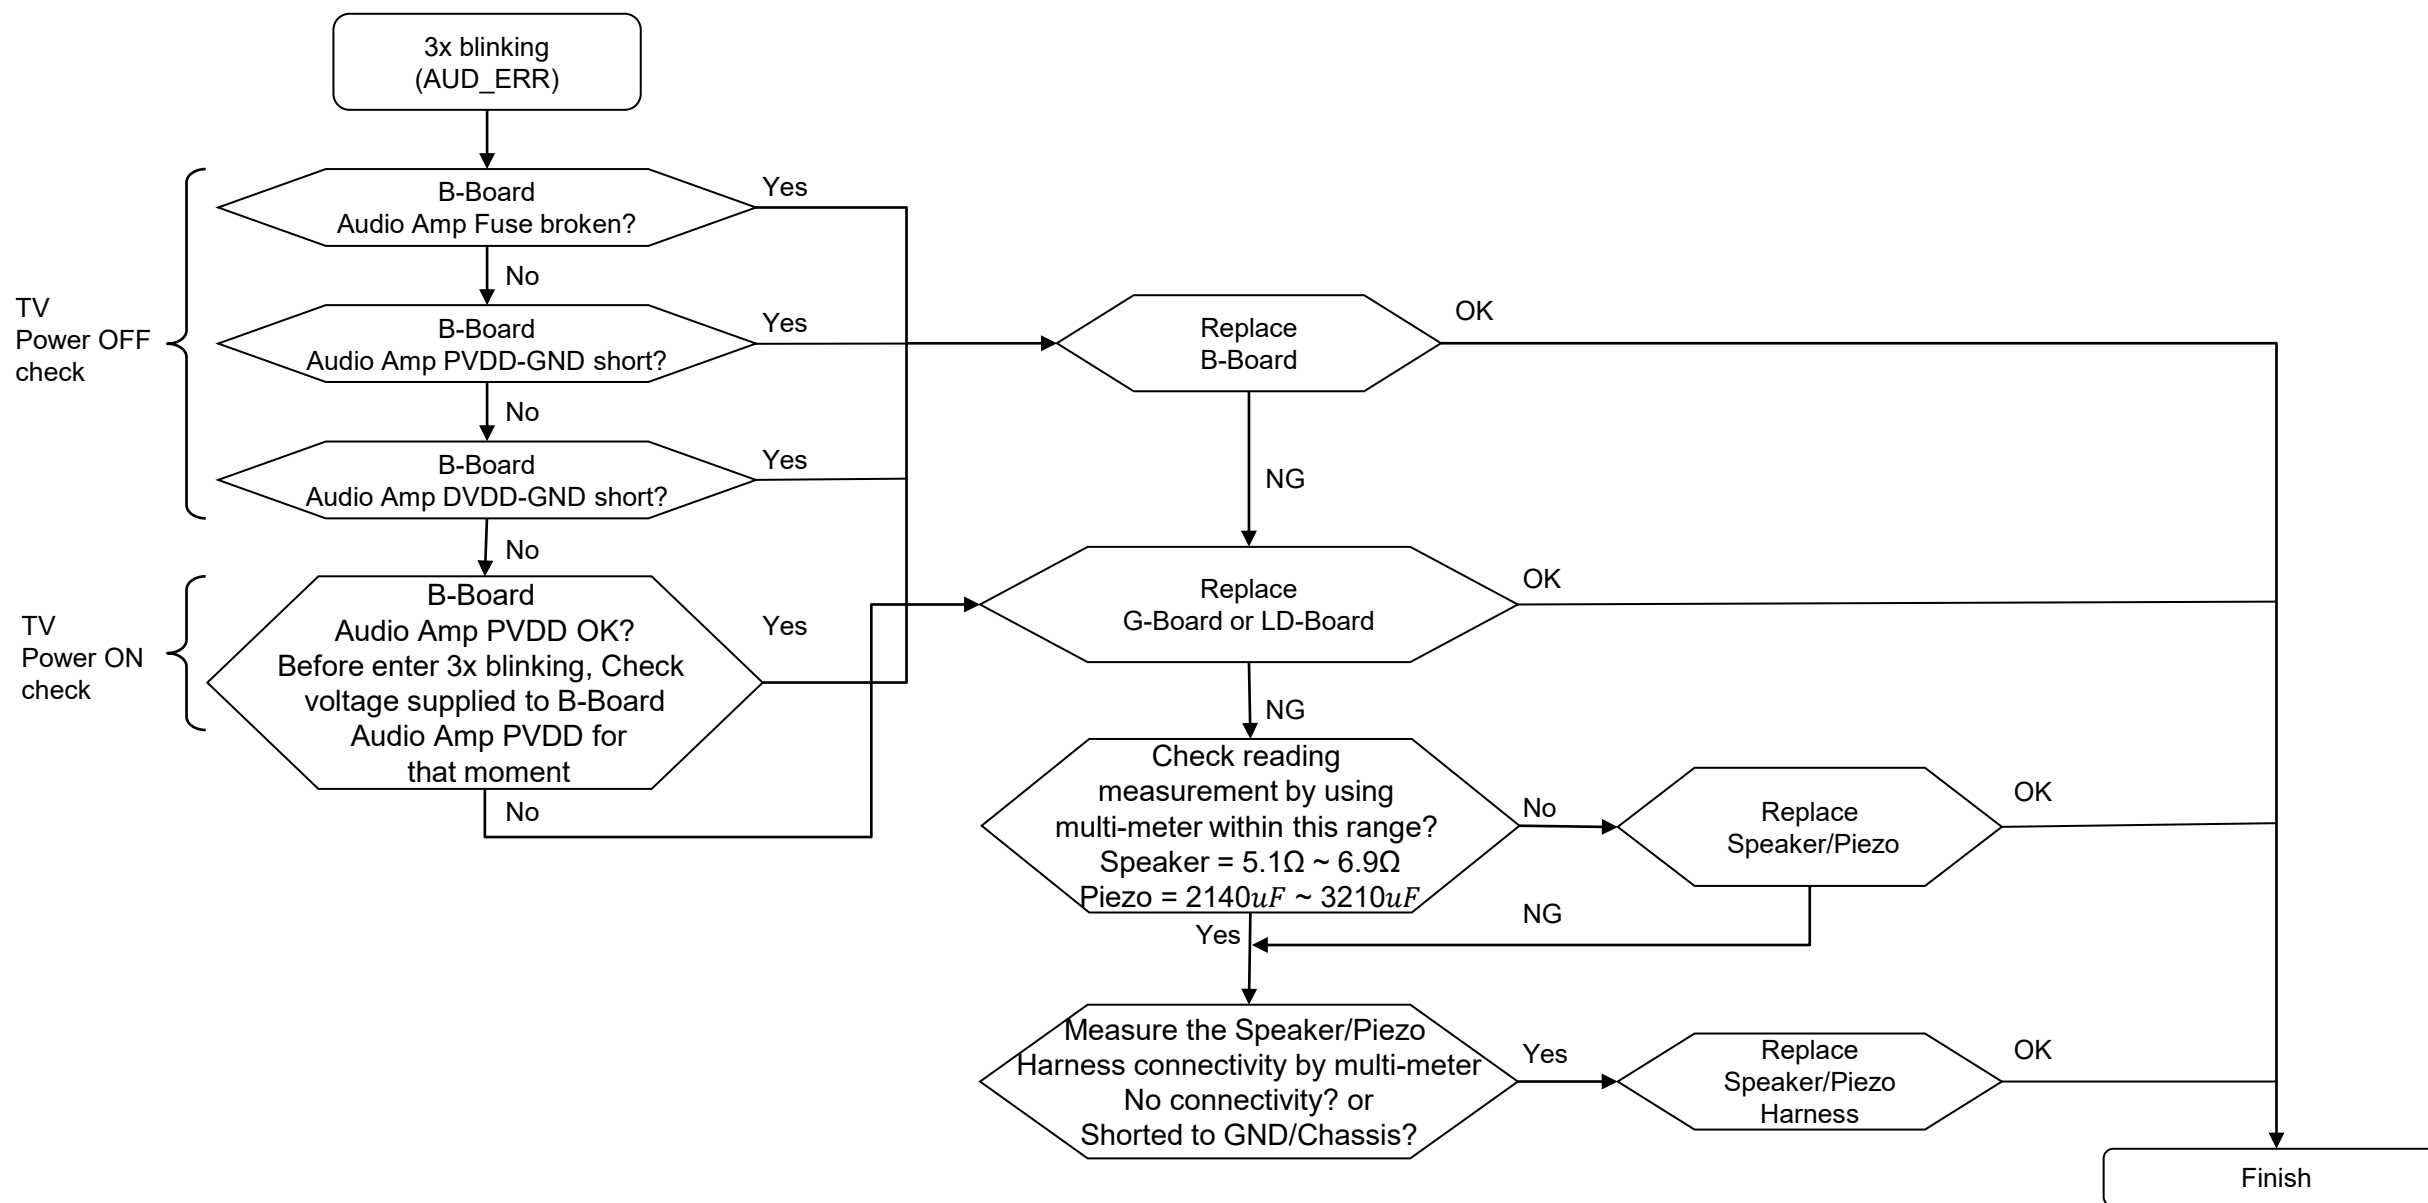 3x blinking
(AUD_ERR)
B-Board
Audio Amp Fuse broken?
Yes
No
TV
Power OFF
check
B-Board
Audio Amp PVDD-GND short?
Yes
No
B-Board
Audio Amp DVDD-GND short?
Yes
No
TV
Power ON
check
B-Board
Audio Amp PVDD OK?
Before enter 3x blinking, Check
voltage supplied to B-Board
Audio Amp PVDD for
that moment
Yes
No
Replace
B-Board
OK
NG
Replace
G-Board or LD-Board
OK
NG
Check reading
measurement by using
multi-meter within this range?
Speaker = 5.1Ω ~ 6.9Ω
Piezo = 2140uF ~ 3210uF
No
Yes
Replace
Speaker/Piezo
OK
NG
Measure the Speaker/Piezo
Harness connectivity by multi-meter
No connectivity? or
Shorted to GND/Chassis?
Yes
Replace
Speaker/Piezo
Harness
OK
Finish